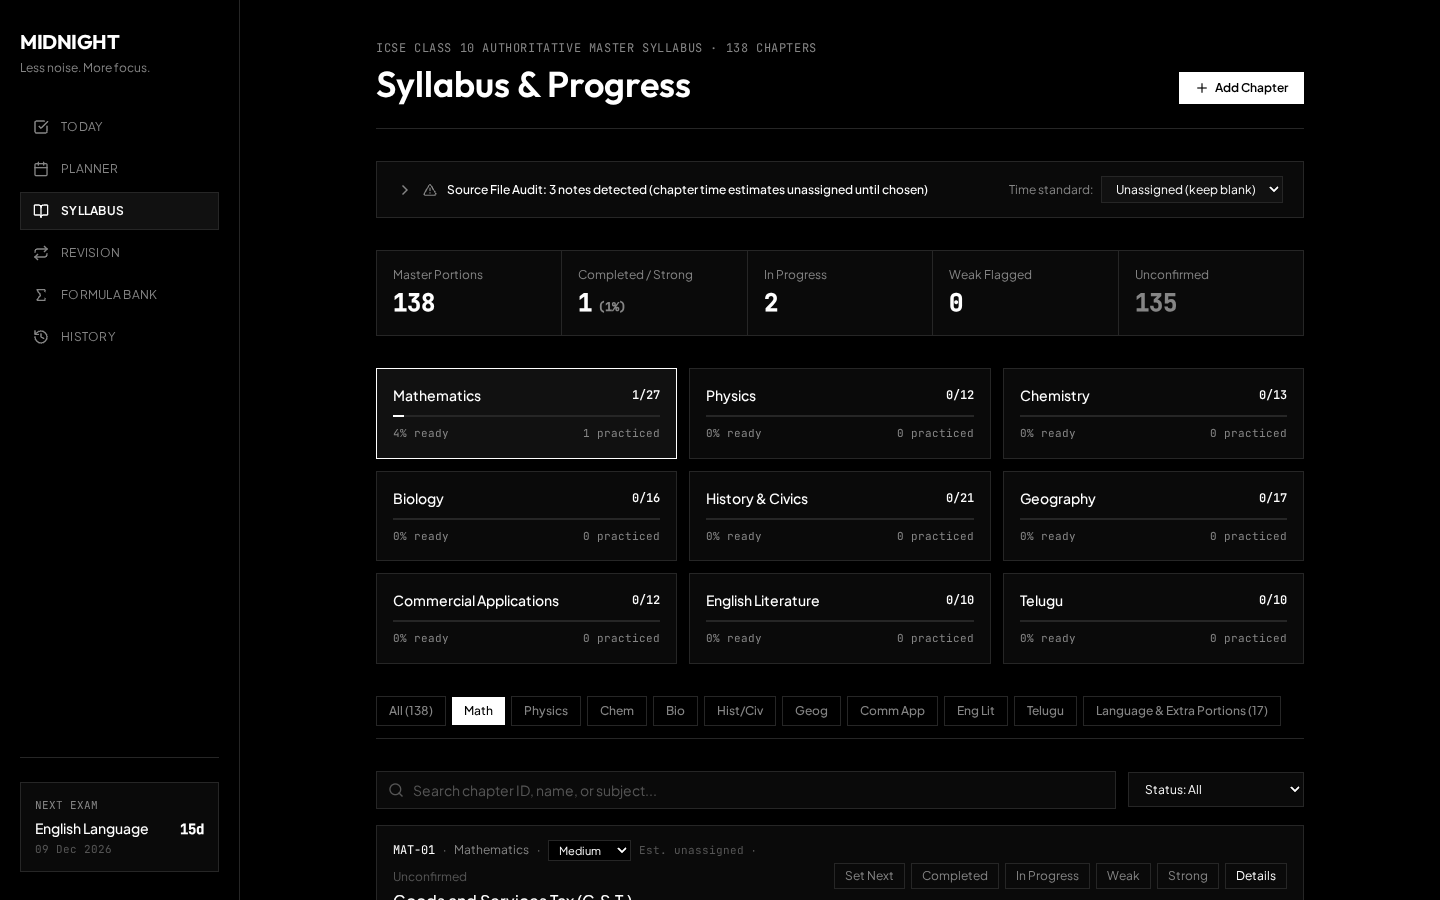 MIDNIGHT
Less noise. More focus.
TODAY
PLANNER
SYLLABUS
REVISION
FORMULA BANK
HISTORY
NEXT EXAM
English Language 15d
09 Dec 2026
ICSE CLASS 10 AUTHORITATIVE MASTER SYLLABUS · 138 CHAPTERS
Syllabus & Progress
Add Chapter
Source File Audit: 3 notes detected (chapter time estimates unassigned until chosen)
Time standard: Unassigned (keep blank)
Master Portions
138
Completed / Strong
1 (1%)
In Progress
2
Weak Flagged
0
Unconfirmed
135
Mathematics 1/27
4% ready 1 practiced
Physics 0/12
0% ready 0 practiced
Chemistry 0/13
0% ready 0 practiced
Biology 0/16
0% ready 0 practiced
History & Civics 0/21
0% ready 0 practiced
Geography 0/17
0% ready 0 practiced
Commercial Applications 0/12
0% ready 0 practiced
English Literature 0/10
0% ready 0 practiced
Telugu 0/10
0% ready 0 practiced
All (138) Math Physics Chem Bio Hist/Civ Geog Comm App Eng Lit Telugu Language & Extra Portions (17)
Search chapter ID, name, or subject...
Status: All
MAT-01 · Mathematics · Medium Est. unassigned ·
Unconfirmed
Set Next Completed In Progress Weak Strong Details
Goods and Services Tax (G.S.T.)